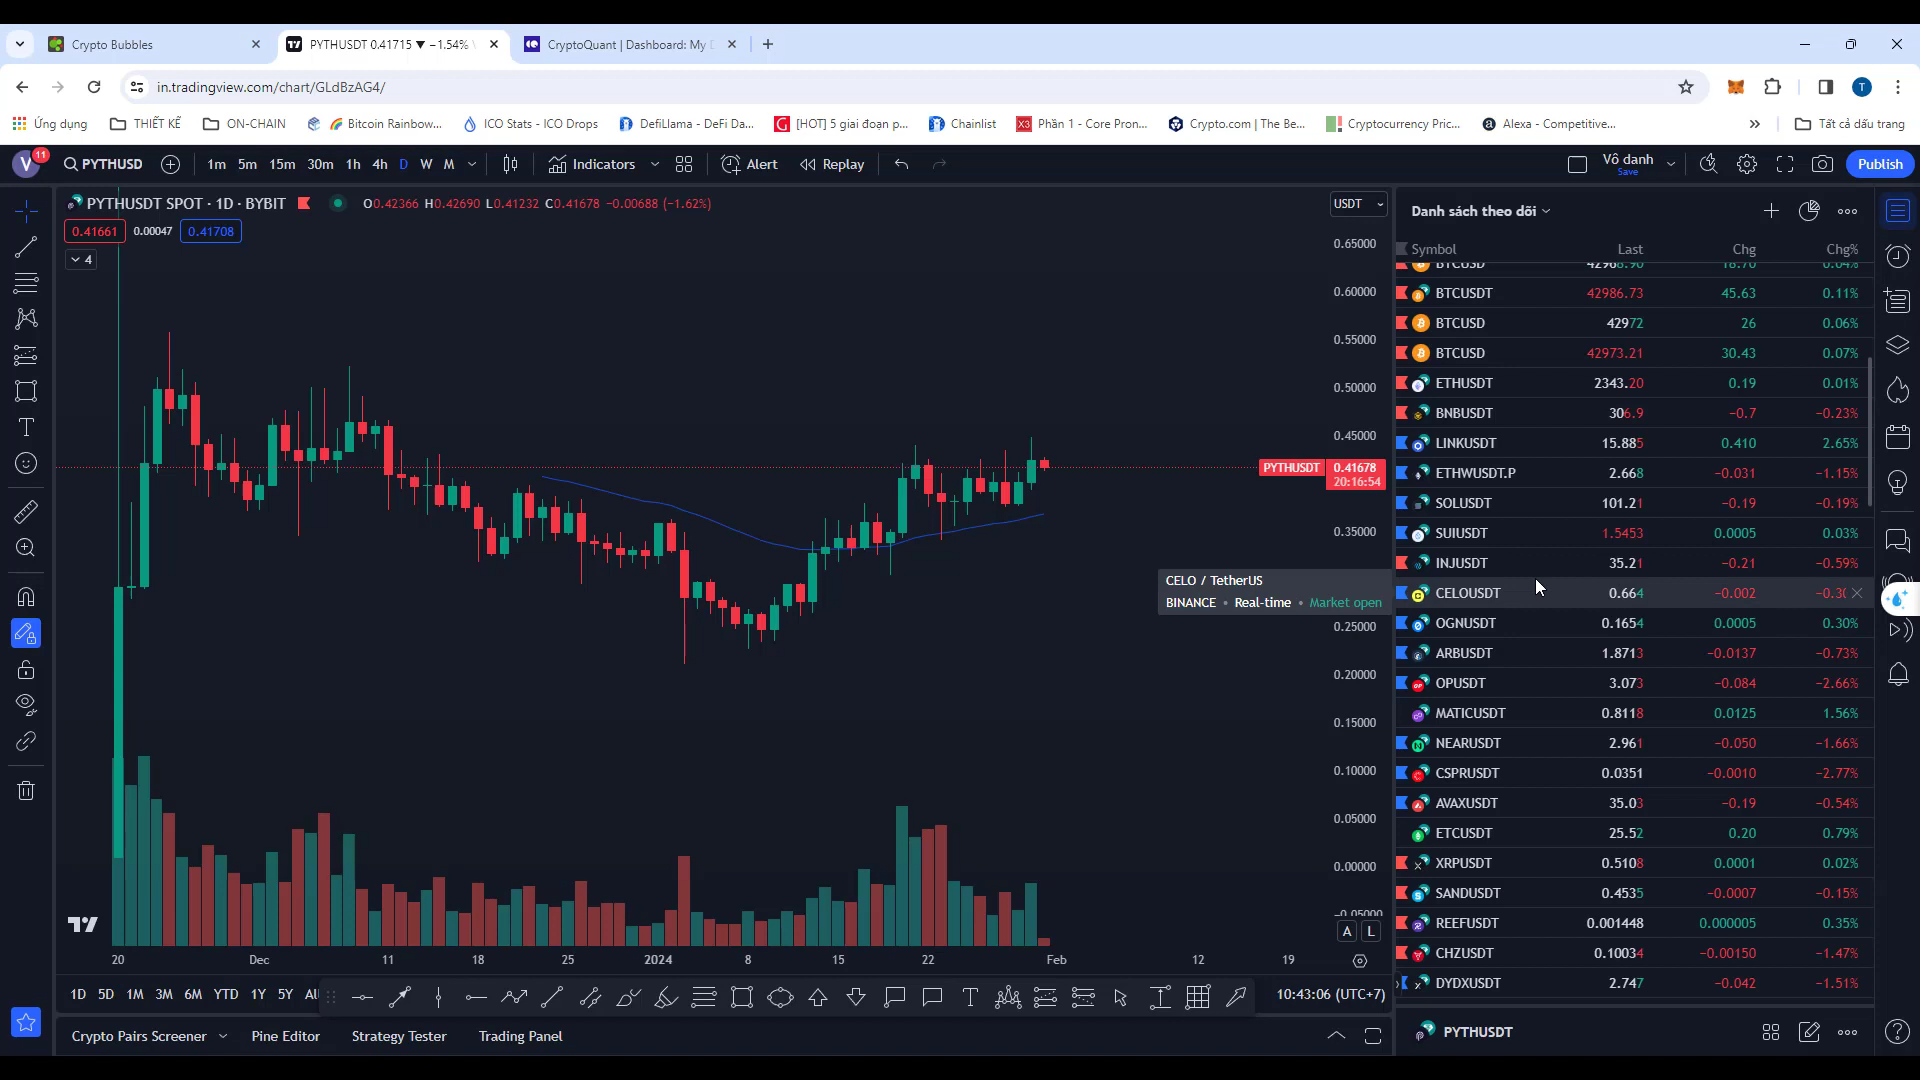 Crypto Bubbles
PYTHUSDT 0.41715 ▼ −1.54%
CryptoQuant | Dashboard: My
in.tradingview.com/chart/GLdBzAG4/
Ứng dụng
THIẾT KẾ
ON-CHAIN
Bitcoin Rainbow...
ICO Stats - ICO Drops
DefiLlama - DeFi Da...
[HOT] 5 giai đoạn p...
Chainlist
Phần 1 - Core Pron...
Crypto.com | The Be...
Cryptocurrency Pric...
Alexa - Competitive...
Tất cả dấu trang
V 11
PYTHUSD
1m 5m 15m 30m 1h 4h D W M
Indicators
Alert
Replay
Vô danh
Save
Publish
PYTHUSDT SPOT · 1D · BYBIT
O0.42366 H0.42690 L0.41232 C0.41678 −0.00688 (−1.62%)
0.41661 0.00047 0.41708
4
USDT
0.65000
0.60000
0.55000
0.50000
0.45000
PYTHUSDT 0.41678
20:16:54
0.35000
CELO / TetherUS
BINANCE • Real-time • Market open
0.25000
0.20000
0.15000
0.10000
0.05000
0.00000
−0.05000
A L
20 Dec 11 18 25 2024 8 15 22 Feb 12 19
1D 5D 1M 3M 6M YTD 1Y 5Y
10:43:06 (UTC+7)
Crypto Pairs Screener
Pine Editor
Strategy Tester
Trading Panel
Danh sách theo dõi
Symbol Last Chg Chg%
BTCUSD 42968.90 18.70 0.04%
BTCUSDT 42986.73 45.63 0.11%
BTCUSD 42972 26 0.06%
BTCUSD 42973.21 30.43 0.07%
ETHUSDT 2343.20 0.19 0.01%
BNBUSDT 306.9 −0.7 −0.23%
LINKUSDT 15.885 0.410 2.65%
ETHWUSDT.P 2.668 −0.031 −1.15%
SOLUSDT 101.21 −0.19 −0.19%
SUIUSDT 1.5453 0.0005 0.03%
INJUSDT 35.21 −0.21 −0.59%
CELOUSDT 0.664 −0.002 −0.30
OGNUSDT 0.1654 0.0005 0.30%
ARBUSDT 1.8713 −0.0137 −0.73%
OPUSDT 3.073 −0.084 −2.66%
MATICUSDT 0.8118 0.0125 1.56%
NEARUSDT 2.961 −0.050 −1.66%
CSPRUSDT 0.0351 −0.0010 −2.77%
AVAXUSDT 35.03 −0.19 −0.54%
ETCUSDT 25.52 0.20 0.79%
XRPUSDT 0.5108 0.0001 0.02%
SANDUSDT 0.4535 −0.0007 −0.15%
REEFUSDT 0.001448 0.000005 0.35%
CHZUSDT 0.10034 −0.00150 −1.47%
DYDXUSDT 2.747 −0.042 −1.51%
PYTHUSDT